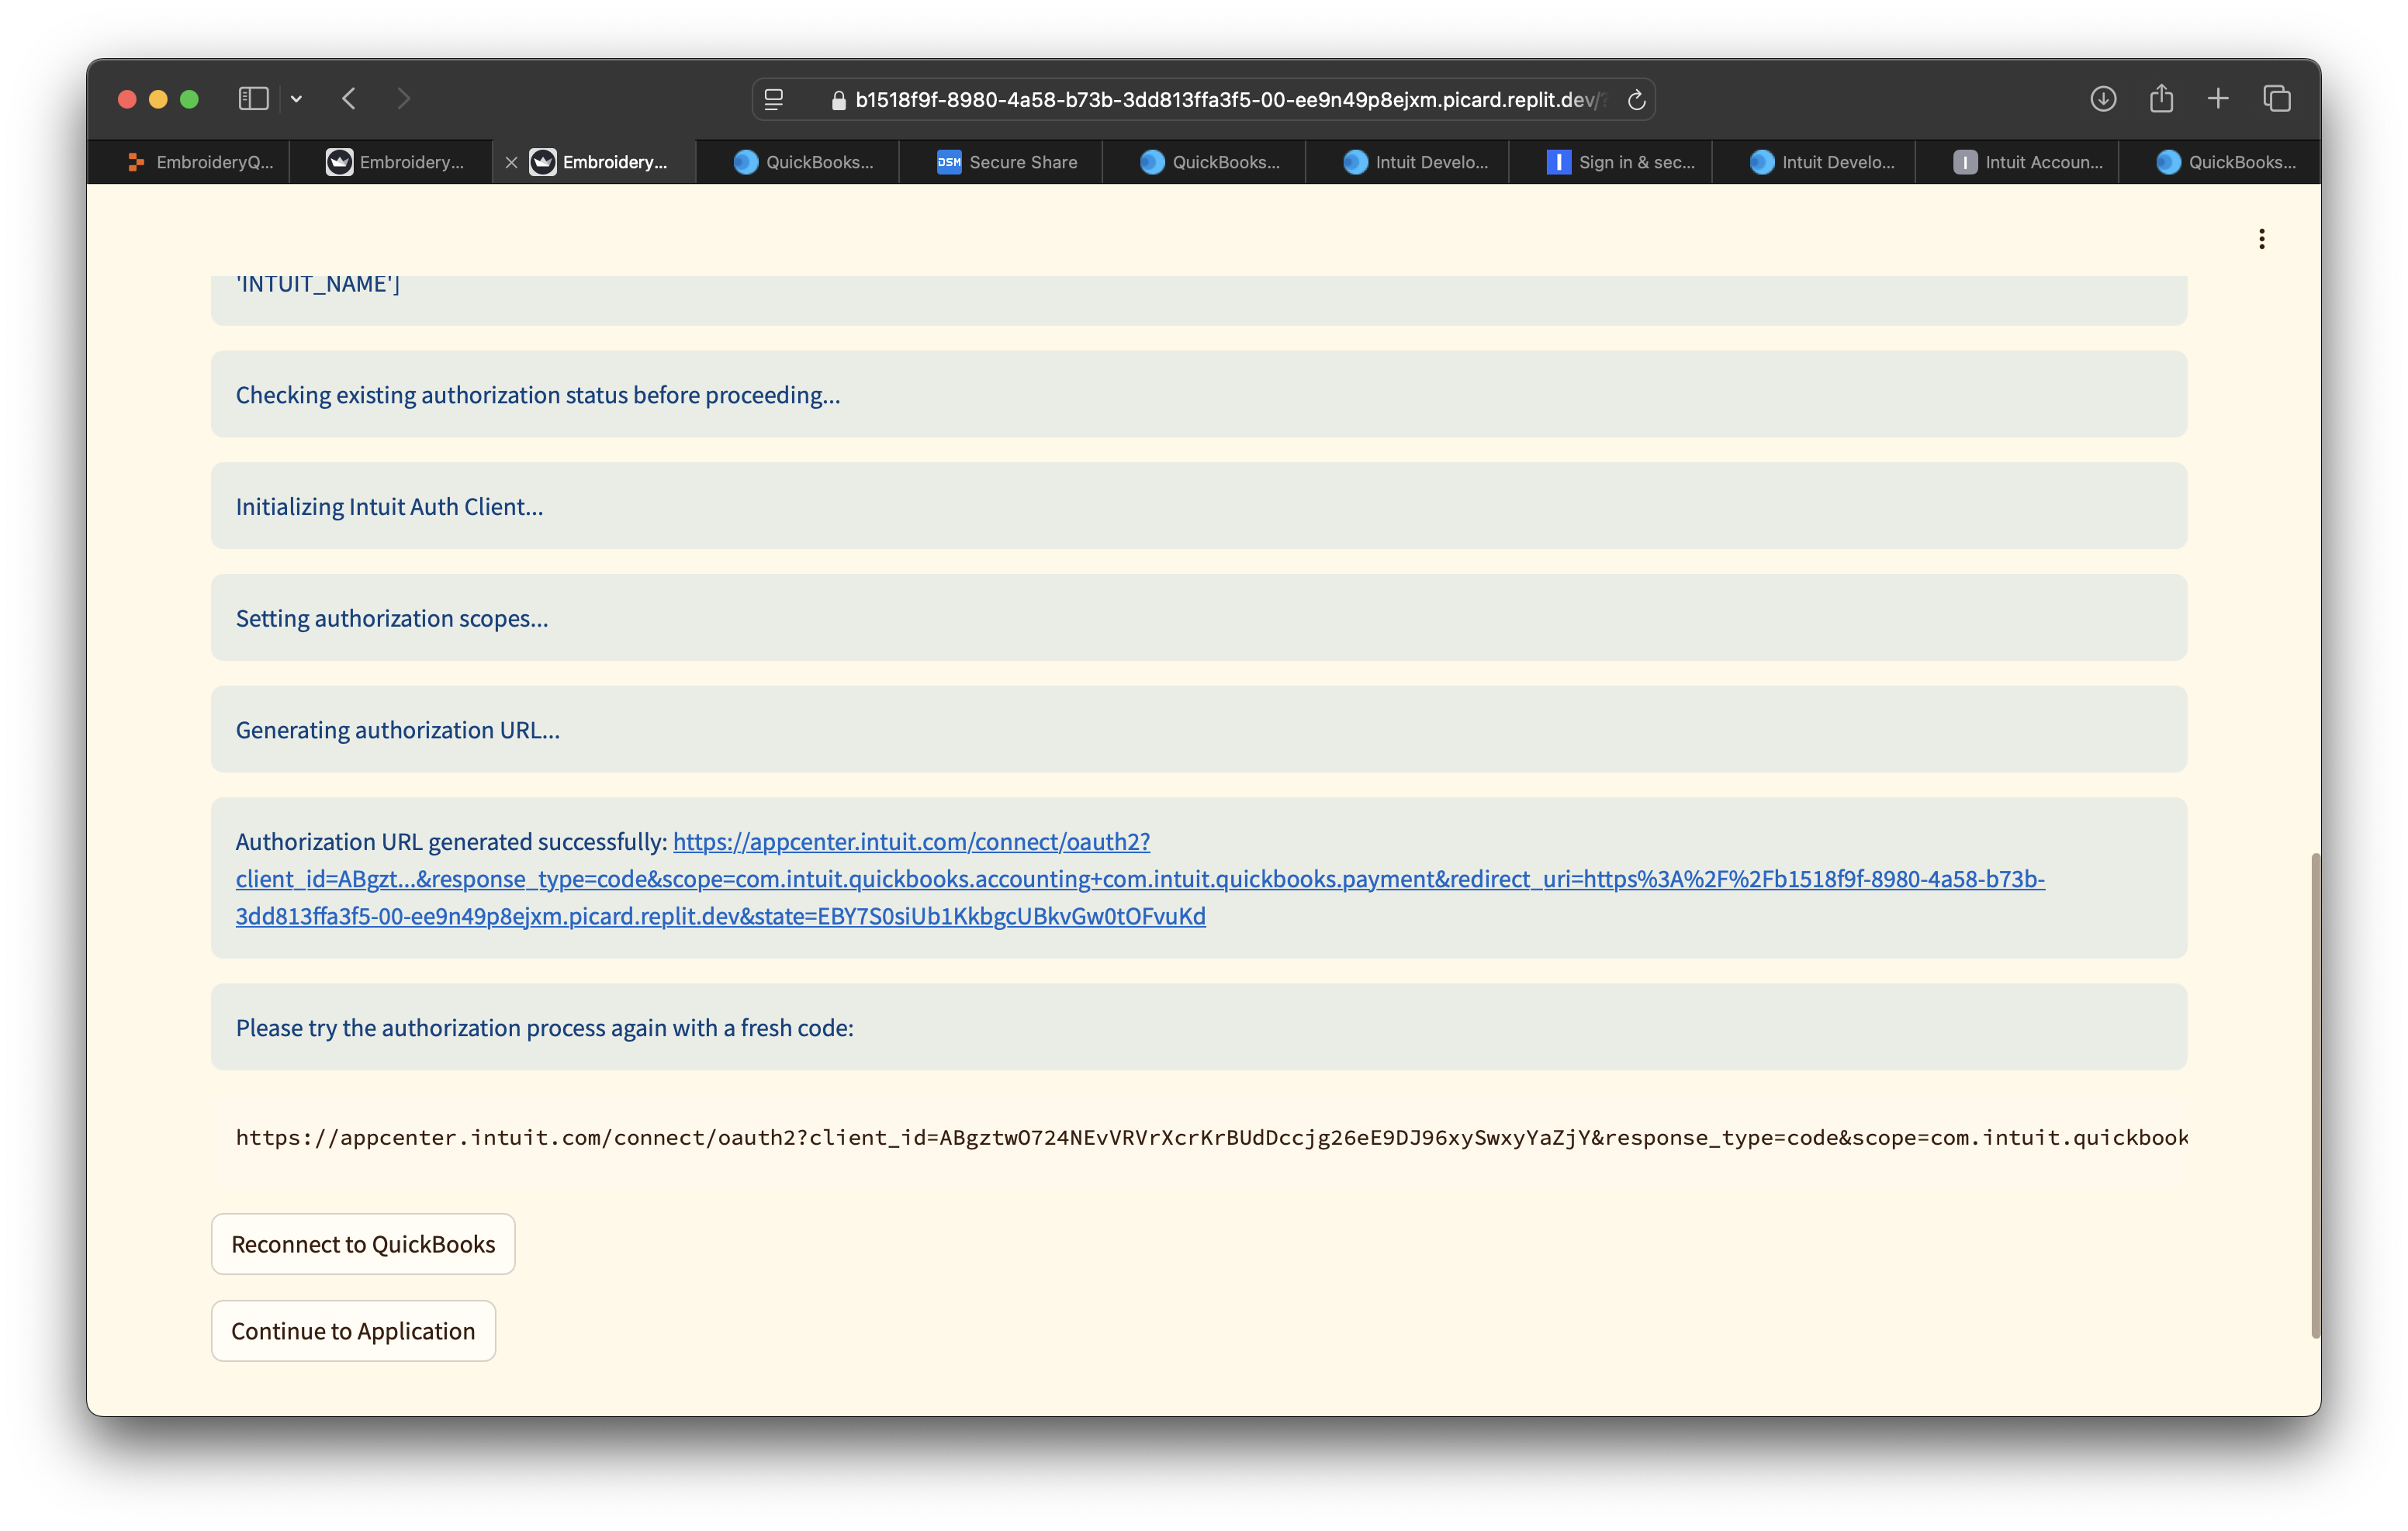 b1518f9f-8980-4a58-b73b-3dd813ffa3f5-00-ee9n49p8ejxm.picard.replit.dev/?
EmbroideryQ...
Embroidery...
Embroidery...
QuickBooks...
DSM Secure Share
QuickBooks...
Intuit Develo...
Sign in & sec...
Intuit Develo...
I Intuit Accoun...
QuickBooks...
'INTUIT_NAME']
Checking existing authorization status before proceeding...
Initializing Intuit Auth Client...
Setting authorization scopes...
Generating authorization URL...
Authorization URL generated successfully: https://appcenter.intuit.com/connect/oauth2?
client_id=ABgzt...&response_type=code&scope=com.intuit.quickbooks.accounting+com.intuit.quickbooks.payment&redirect_uri=https%3A%2F%2Fb1518f9f-8980-4a58-b73b-
3dd813ffa3f5-00-ee9n49p8ejxm.picard.replit.dev&state=EBY7S0siUb1KkbgcUBkvGw0tOFvuKd
Please try the authorization process again with a fresh code:
https://appcenter.intuit.com/connect/oauth2?client_id=ABgztwO724NEvVRVrXcrKrBUdDccjg26eE9DJ96xySwxyYaZjY&response_type=code&scope=com.intuit.quickbook
Reconnect to QuickBooks
Continue to Application